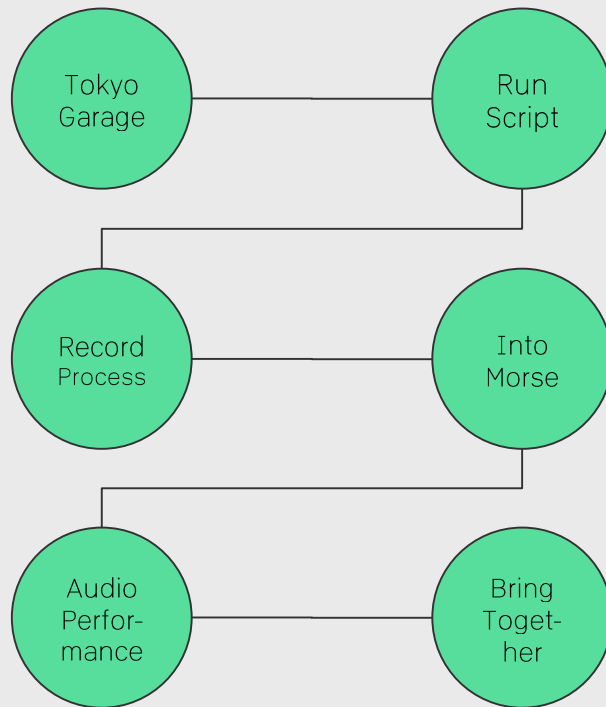 Tokyo
Garage
Run
Script
Record
Process
Into
Morse
Audio
Perfor-
mance
Bring
Toget-
her